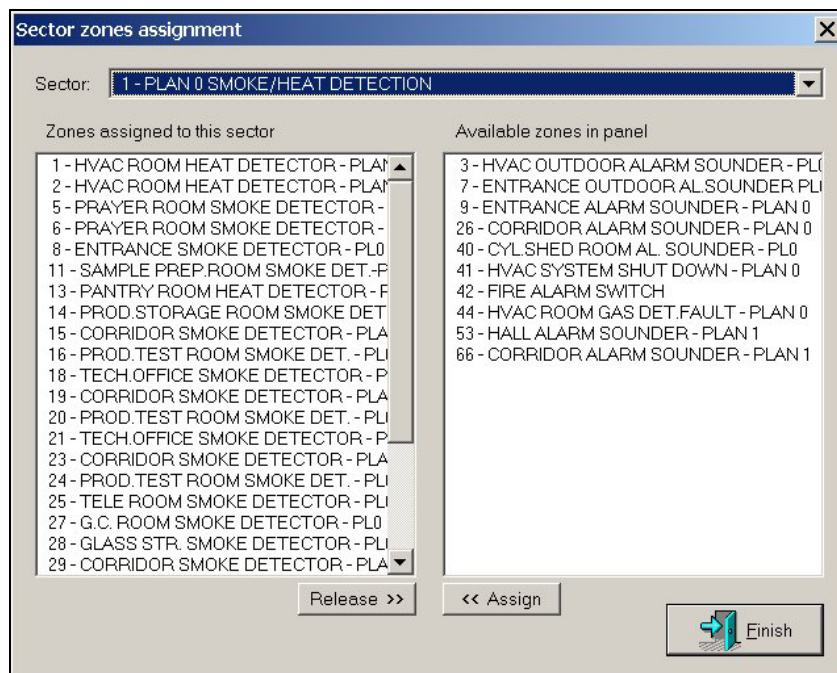 Sector zones assignment
Sector: 1 - PLAN 0 SMOKE/HEAT DETECTION
Zones assigned to this sector
1 - HVAC ROOM HEAT DETECTOR - PLAN
2 - HVAC ROOM HEAT DETECTOR - PLAN
5 - PRAYER ROOM SMOKE DETECTOR -
6 - PRAYER ROOM SMOKE DETECTOR -
8 - ENTRANCE SMOKE DETECTOR - PL0
11 - SAMPLE PREP.ROOM SMOKE DET.-P
13 - PANTRY ROOM HEAT DETECTOR - P
14 - PROD.STORAGE ROOM SMOKE DET
15 - CORRIDOR SMOKE DETECTOR - PLA
16 - PROD.TEST ROOM SMOKE DET. - PL
18 - TECH.OFFICE SMOKE DETECTOR - P
19 - CORRIDOR SMOKE DETECTOR - PLA
20 - PROD.TEST ROOM SMOKE DET. - PL
21 - TECH.OFFICE SMOKE DETECTOR - P
23 - CORRIDOR SMOKE DETECTOR - PLA
24 - PROD.TEST ROOM SMOKE DET. - PL
25 - TELE ROOM SMOKE DETECTOR - PL0
27 - G.C. ROOM SMOKE DETECTOR - PL0
28 - GLASS STR. SMOKE DETECTOR - PL
29 - CORRIDOR SMOKE DETECTOR - PLA
Release >>
Available zones in panel
3 - HVAC OUTDOOR ALARM SOUNDER - PL0
7 - ENTRANCE OUTDOOR AL.SOUNDER PL0
9 - ENTRANCE ALARM SOUNDER - PLAN 0
26 - CORRIDOR ALARM SOUNDER - PLAN 0
40 - CYL.SHED ROOM AL. SOUNDER - PL0
41 - HVAC SYSTEM SHUT DOWN - PLAN 0
42 - FIRE ALARM SWITCH
44 - HVAC ROOM GAS DET.FAULT - PLAN 0
53 - HALL ALARM SOUNDER - PLAN 1
66 - CORRIDOR ALARM SOUNDER - PLAN 1
<< Assign
Finish